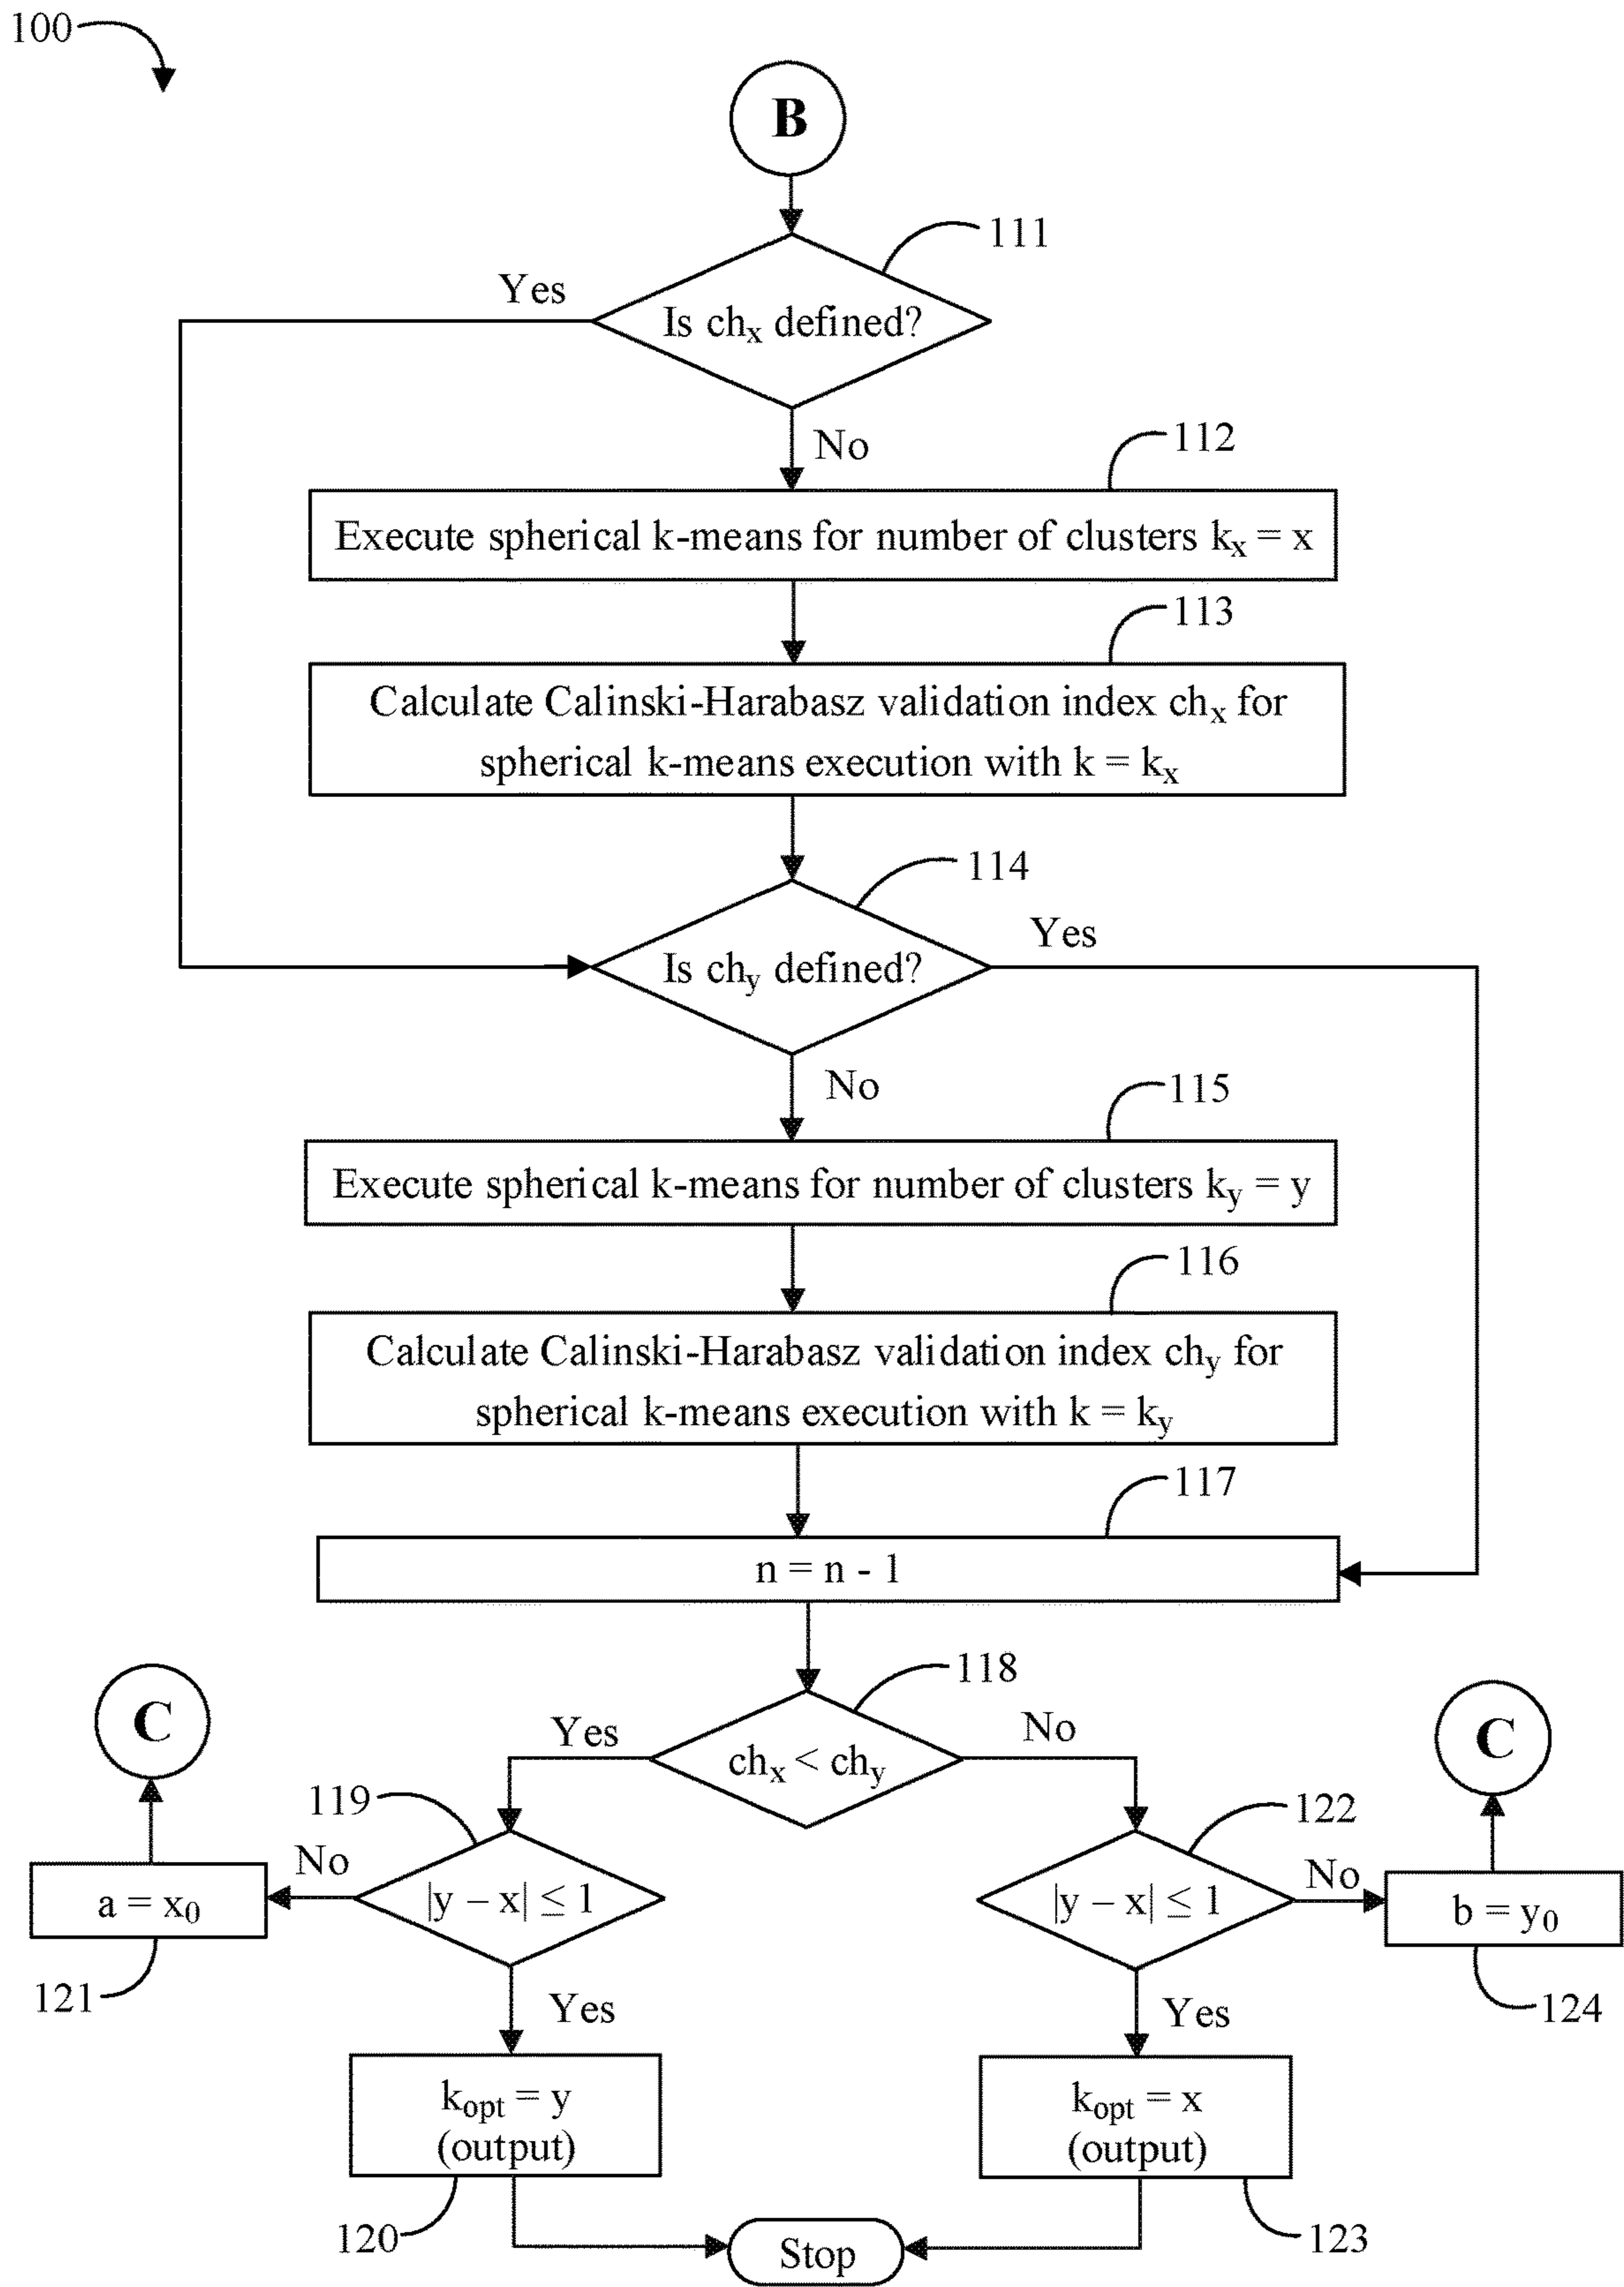 100
B
111
Yes
Is chx defined?
No
112
Execute spherical k-means for number of clusters kx = x
113
Calculate Calinski-Harabasz validation index chx for
spherical k-means execution with k = kx
114
Yes
Is chy defined?
No
115
Execute spherical k-means for number of clusters ky = y
116
Calculate Calinski-Harabasz validation index chy for
spherical k-means execution with k = ky
117
n = n - 1
118
C
C
Yes
No
chx < chy
119
122
No
No
a = x0
|y – x| ≤ 1
|y – x| ≤ 1
b = y0
121
Yes
Yes
124
kopt = y
(output)
kopt = x
(output)
120
Stop
123